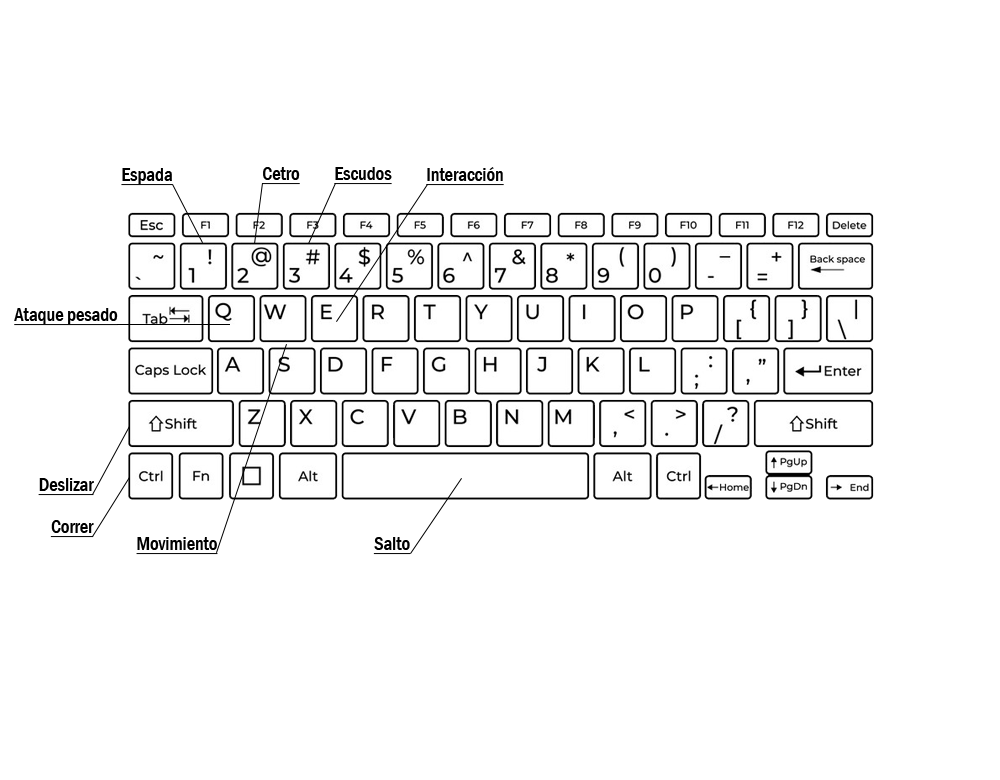 Espada Cetro Escudos Interacción
Esc F1 F2 F3 F4 F5 F6 F7 F8 F9 F10 F11 F12 Delete
~ ` ! 1 @ 2 # 3 $ 4 % 5 ^ 6 & 7 * 8 ( 9 ) 0 _ - + = Back space
Ataque pesado
Tab Q W E R T Y U I O P { [ } ] | \
Caps Lock A S D F G H J K L : ; " , Enter
Shift Z X C V B N M < , > . ? / Shift
Ctrl Fn Alt Alt Ctrl Home PgUp PgDn End
Deslizar
Correr
Movimiento
Salto